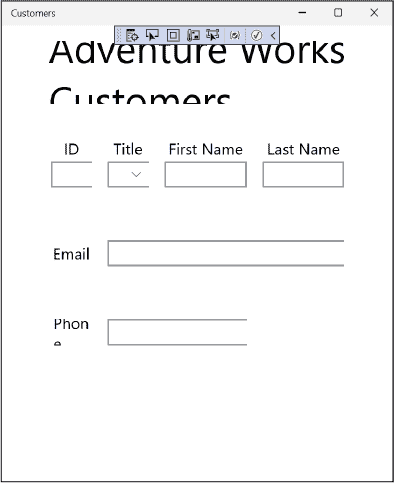 Customers
Adventure Works
Customers
ID Title First Name Last Name
Email
Phon
e